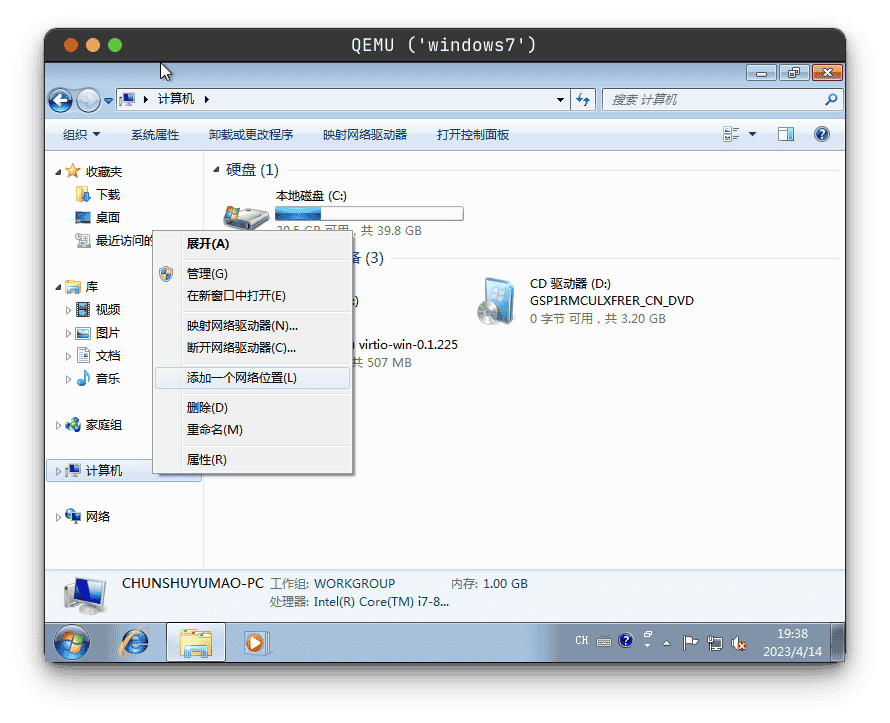 QEMU ('windows7')
计算机
搜索 计算机
组织 系统属性 卸载或更改程序 映射网络驱动器 打开控制面板
收藏夹
下载
桌面
最近访问的
库
视频
图片
文档
音乐
家庭组
计算机
网络
硬盘 (1)
本地磁盘 (C:)
20.5 GB 可用，共 39.8 GB
备 (3)
CD 驱动器 (D:)
GSP1RMCULXFRER_CN_DVD
0 字节 可用，共 3.20 GB
:)
) virtio-win-0.1.225
共 507 MB
展开(A)
管理(G)
在新窗口中打开(E)
映射网络驱动器(N)...
断开网络驱动器(C)...
添加一个网络位置(L)
删除(D)
重命名(M)
属性(R)
CHUNSHUYUMAO-PC 工作组: WORKGROUP 内存: 1.00 GB
处理器: Intel(R) Core(TM) i7-8...
CH
19:38
2023/4/14